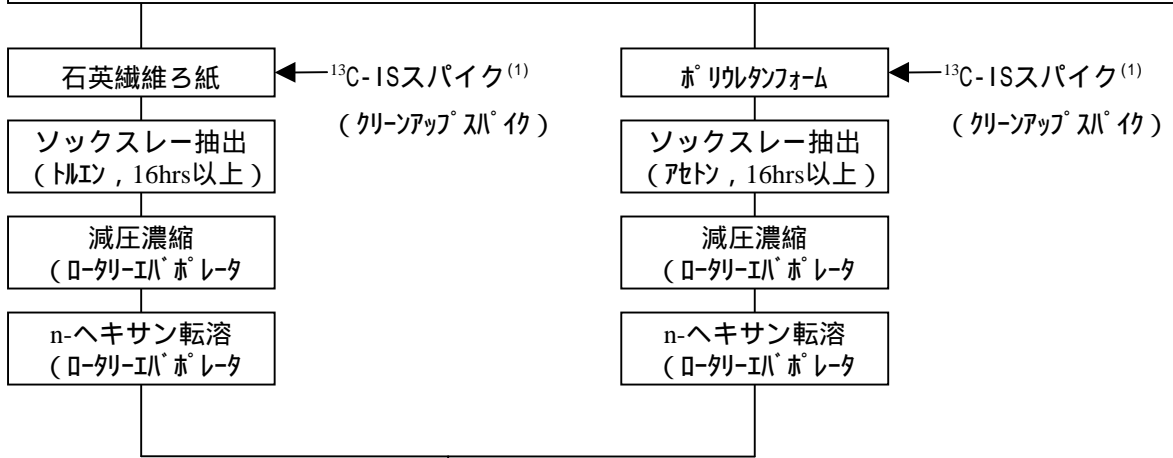 石英繊維ろ紙
¹³C-ISスパイク⁽¹⁾
(クリーンアップスパイク)
ソックスレー抽出
(トルエン,16hrs以上)
減圧濃縮
(ロータリーエバポレータ
n-ヘキサン転溶
(ロータリーエバポレータ
ポリウレタンフォーム
¹³C-ISスパイク⁽¹⁾
(クリーンアップスパイク)
ソックスレー抽出
(アセトン,16hrs以上)
減圧濃縮
(ロータリーエバポレータ
n-ヘキサン転溶
(ロータリーエバポレータ